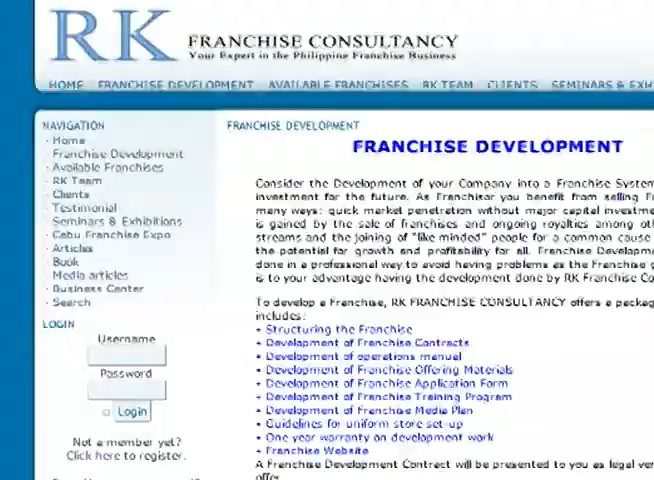 RK FRANCHISE CONSULTANCY
Your Expert in the Philippine Franchise Business
HOME FRANCHISE DEVELOPMENT AVAILABLE FRANCHISES RK TEAM CLIENTS SEMINARS & EXH
NAVIGATION
· Home
· Franchise Development
· Available Franchises
· RK Team
· Clients
· Testimonial
· Seminars & Exhibitions
· Cebu Franchise Expo
· Articles
· Book
· Media articles
· Business Center
· Search
LOGIN
Username
Password
Login
Not a member yet?
Click here to register.
FRANCHISE DEVELOPMENT
FRANCHISE DEVELOPMENT
Consider the Development of your Company into a Franchise System
investment for the future. As Franchisor you benefit from selling Fr
many ways: quick market penetration without major capital investme
is gained by the sale of franchises and ongoing royalties among oth
streams and the joining of "like minded" people for a common cause
the potential for growth and profitability for all. Franchise Developme
done in a professional way to avoid having problems as the Franchise g
is to your advantage having the development done by RK Franchise Co
To develop a Franchise, RK FRANCHISE CONSULTANCY offers a packag
includes:
• Structuring the Franchise
• Development of Franchise Contracts
• Development of operations manual
• Development of Franchise Offering Materials
• Development of Franchise Application Form
• Development of Franchise Training Program
• Development of Franchise Media Plan
• Guidelines for uniform store set-up
• One year warranty on development work
• Franchise Website
A Franchise Development Contract will be presented to you as legal ver
offer